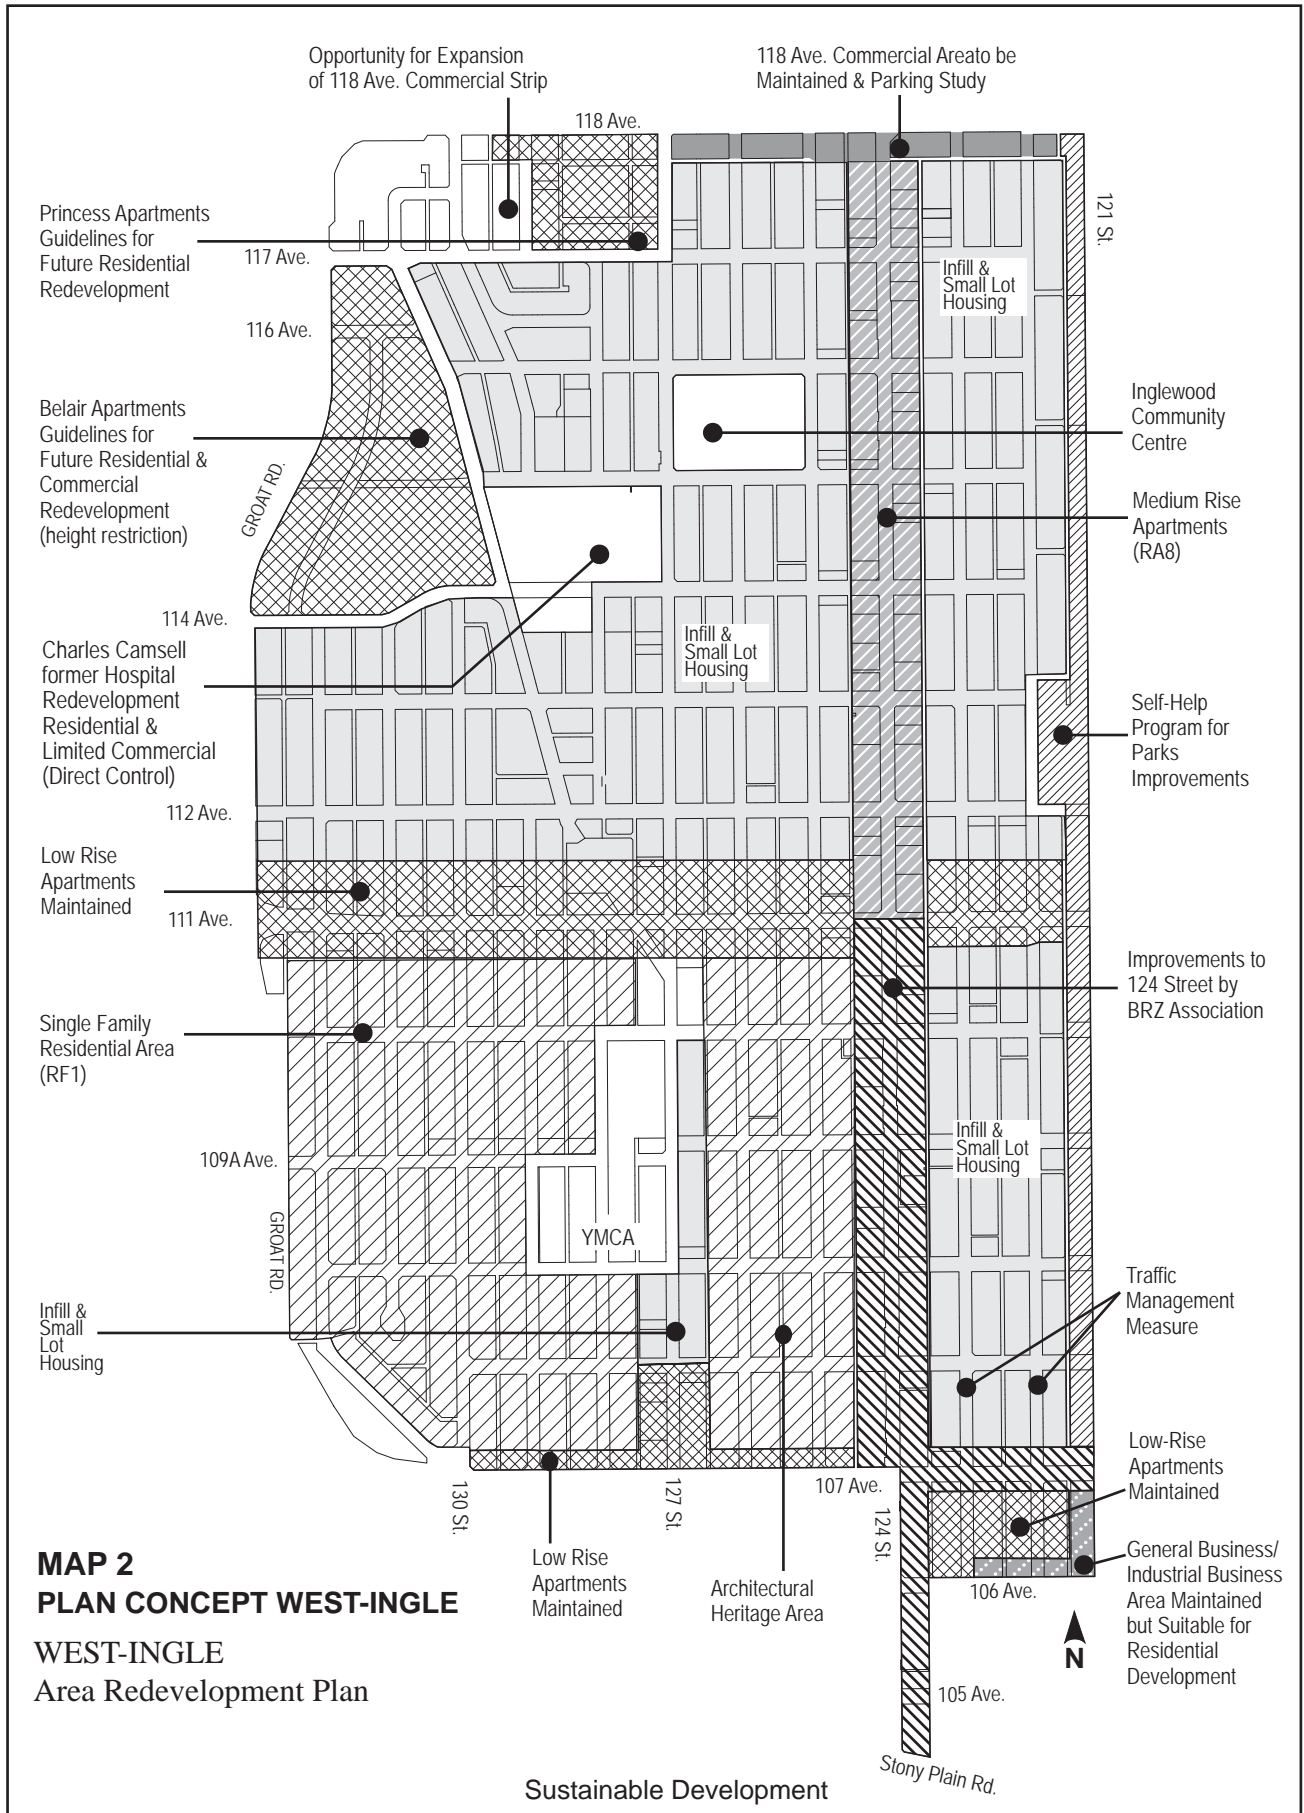 Opportunity for Expansion
of 118 Ave. Commercial Strip
118 Ave. Commercial Areato be
Maintained & Parking Study
118 Ave.
121 St.
Princess Apartments
Guidelines for
Future Residential
Redevelopment
117 Ave.
Infill &
Small Lot
Housing
116 Ave.
Belair Apartments
Guidelines for
Future Residential &
Commercial
Redevelopment
(height restriction)
GROAT RD.
Inglewood
Community
Centre
Medium Rise
Apartments
(RA8)
114 Ave.
Charles Camsell
former Hospital
Redevelopment
Residential &
Limited Commercial
(Direct Control)
Infill &
Small Lot
Housing
Self-Help
Program for
Parks
Improvements
112 Ave.
Low Rise
Apartments
Maintained
111 Ave.
Improvements to
124 Street by
BRZ Association
Single Family
Residential Area
(RF1)
109A Ave.
Infill &
Small Lot
Housing
GROAT RD.
YMCA
Traffic
Management
Measure
Infill &
Small
Lot
Housing
Low-Rise
Apartments
Maintained
130 St.
127 St.
107 Ave.
124 St.
Low Rise
Apartments
Maintained
Architectural
Heritage Area
106 Ave.
General Business/
Industrial Business
Area Maintained
but Suitable for
Residential
Development
N
MAP 2
PLAN CONCEPT WEST-INGLE
WEST-INGLE
Area Redevelopment Plan
105 Ave.
Stony Plain Rd.
Sustainable Development